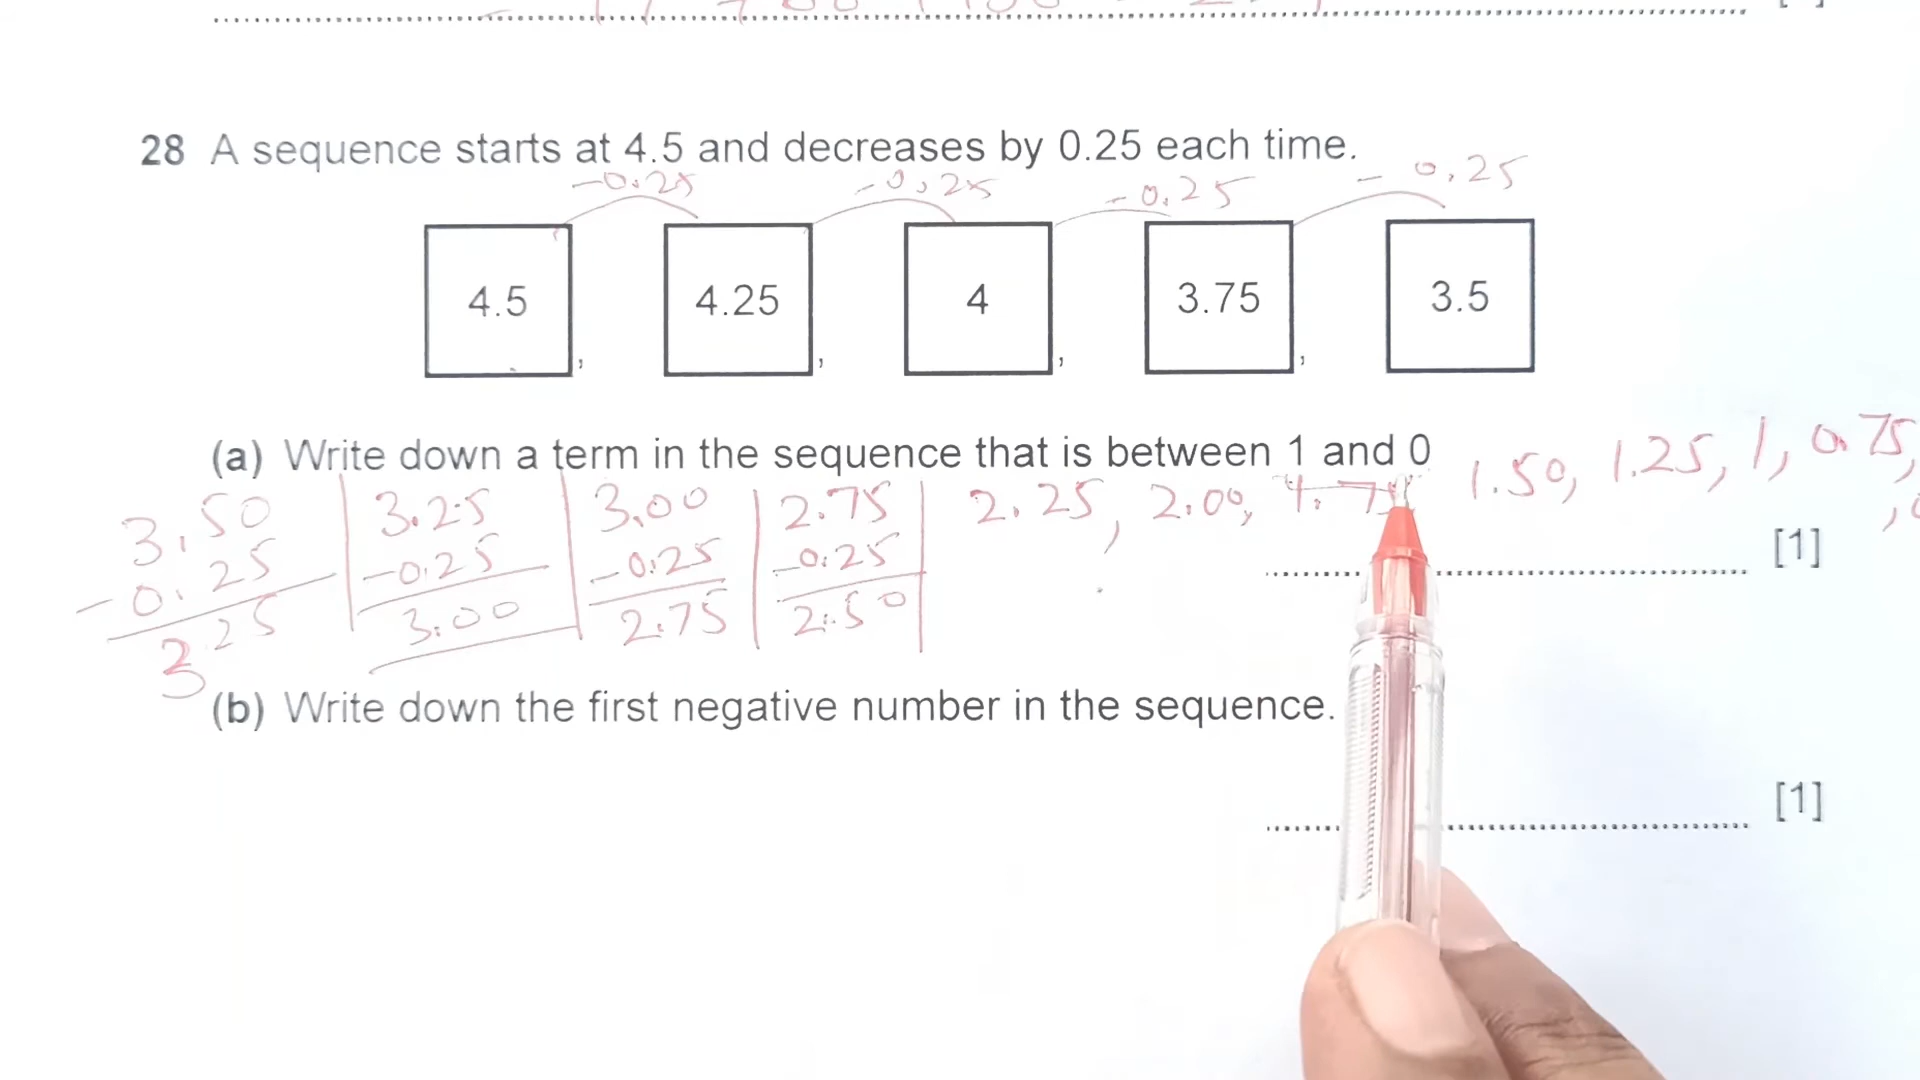 28 A sequence starts at 4.5 and decreases by 0.25 each time.
-0.25 -0.25 -0.25 - 0.25
4.5 , 4.25 , 4 , 3.75 , 3.5
(a) Write down a term in the sequence that is between 1 and 0
3.50 3.25 3.00 2.75 2.25, 2.00, 1.50, 1.25, 1, 0.75,
- 0.25 -0.25 -0.25 -0.25 [1]
3.25 3.00 2.75 2.50
(b) Write down the first negative number in the sequence.
[1]